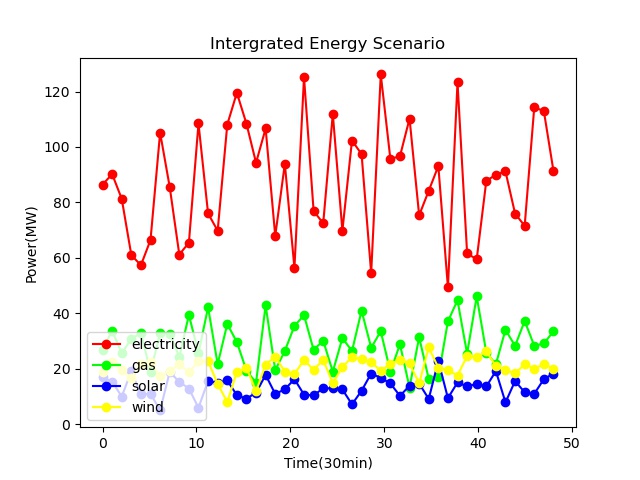 Intergrated Energy Scenario
120
100
80
60
40
20
0
Power(MW)
electricity
gas
solar
wind
0 10 20 30 40 50
Time(30min)